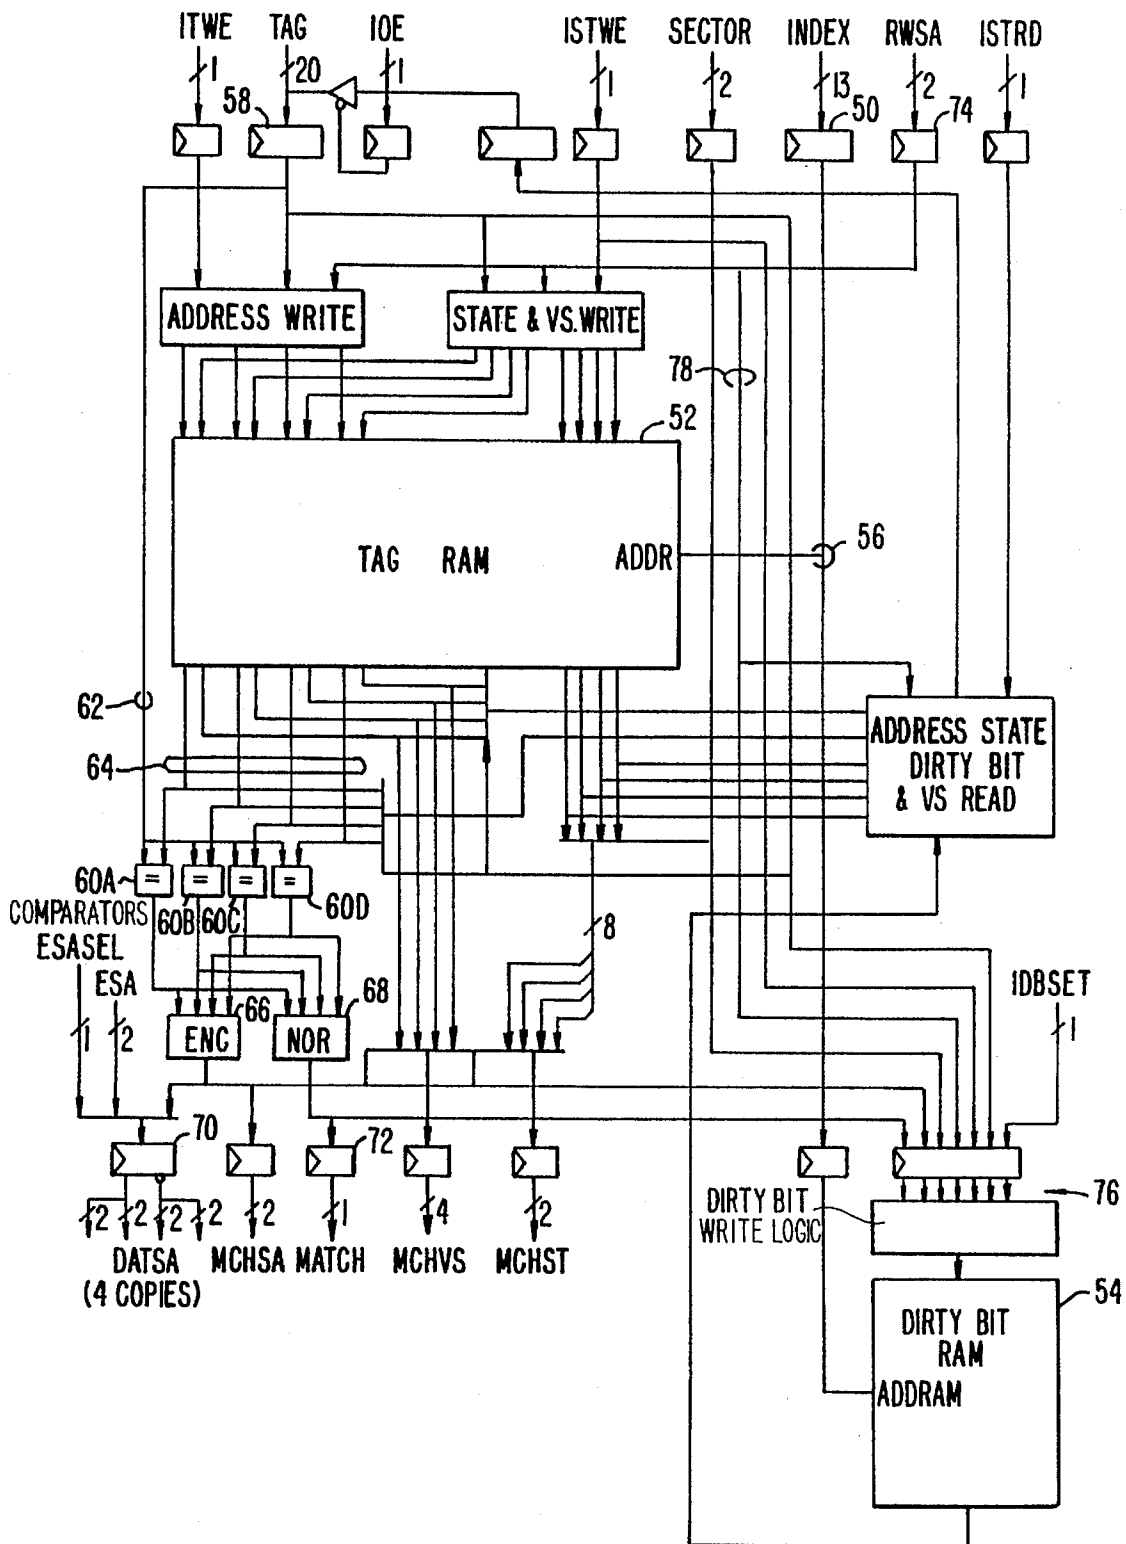 ITWE TAG IOE ISTWE SECTOR INDEX RWSA ISTRD
1 20 1 1 2 13 2 1
58 50 74
ADDRESS WRITE
STATE & VS.WRITE
78
52
TAG RAM ADDR
56
62
64
ADDRESS STATE
DIRTY BIT
& VS READ
= = = =
60A 60B 60C 60D
COMPARATORS
ESASEL
ESA
8
IDBSET
1 2 1
ENC 66
NOR 68
70 72
2 2 2 2 2 1 4 2
DATSA
(4 COPIES)
MCHSA MATCH MCHVS MCHST
DIRTY BIT
WRITE LOGIC
76
54
DIRTY BIT
RAM
ADDRAM